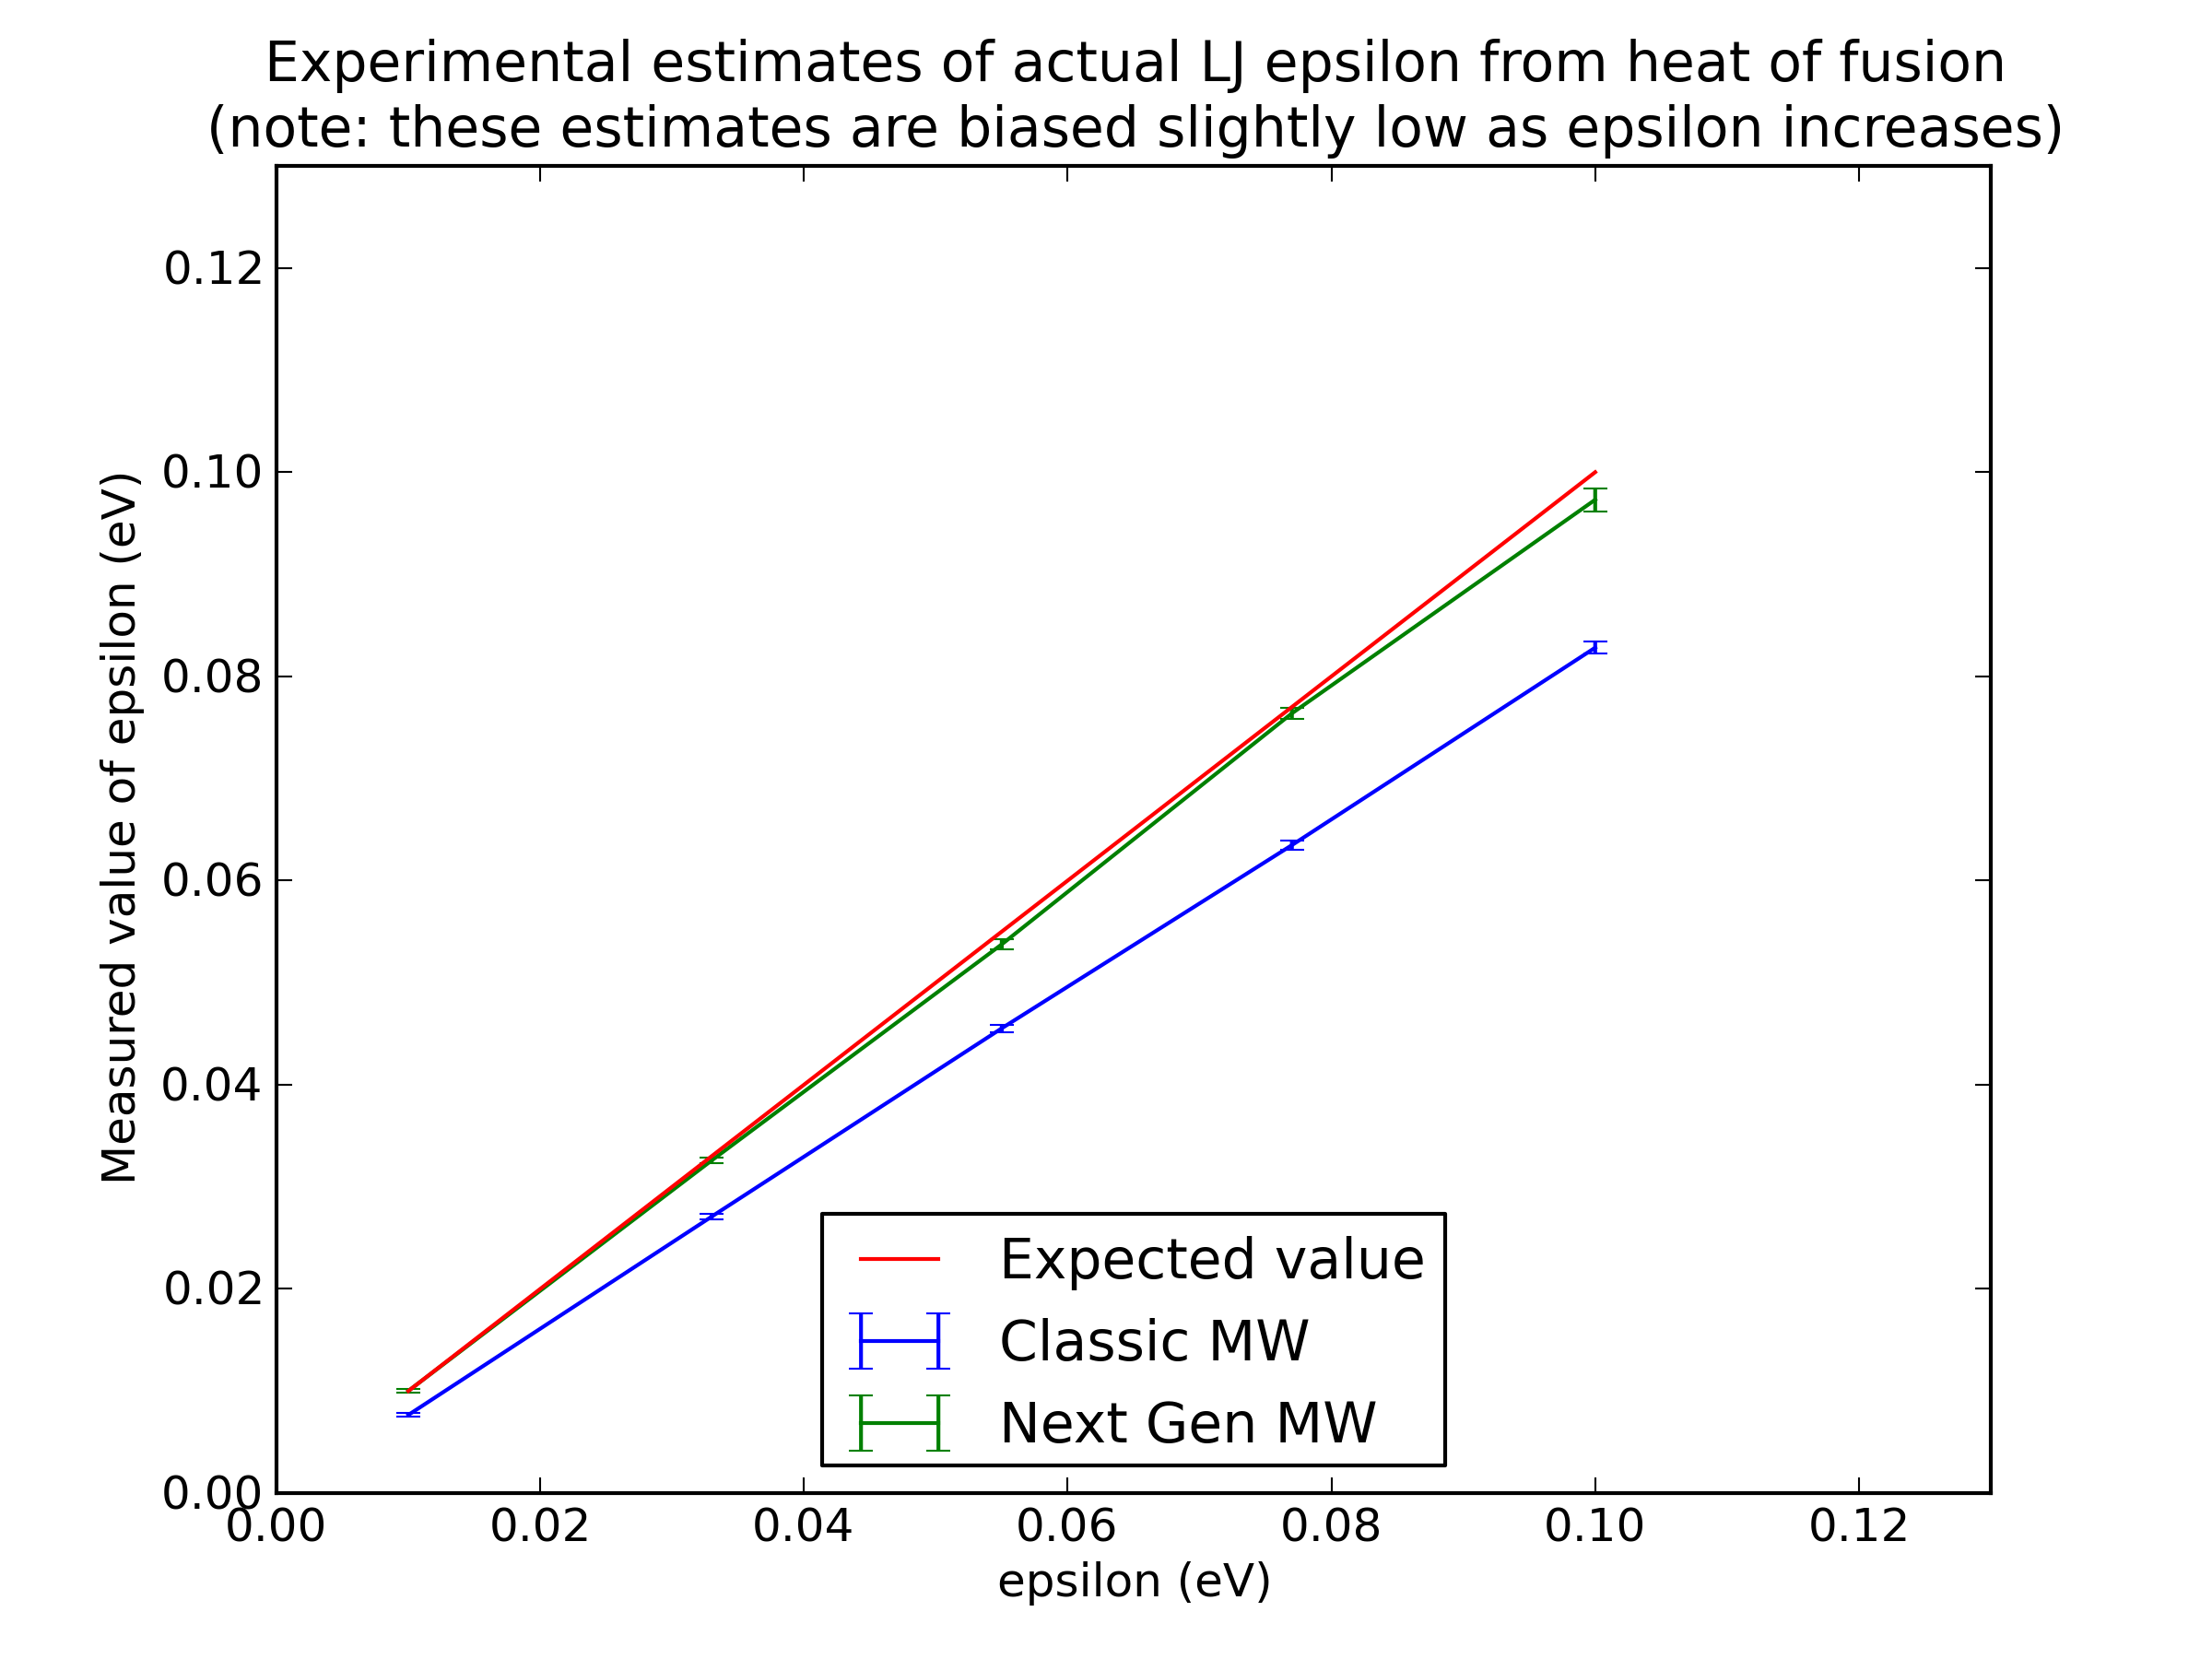 Experimental estimates of actual LJ epsilon from heat of fusion
(note: these estimates are biased slightly low as epsilon increases)
0.12
0.10
0.08
0.06
0.04
0.02
0.00
Measured value of epsilon (eV)
Expected value
Classic MW
Next Gen MW
0.00 0.02 0.04 0.06 0.08 0.10 0.12
epsilon (eV)